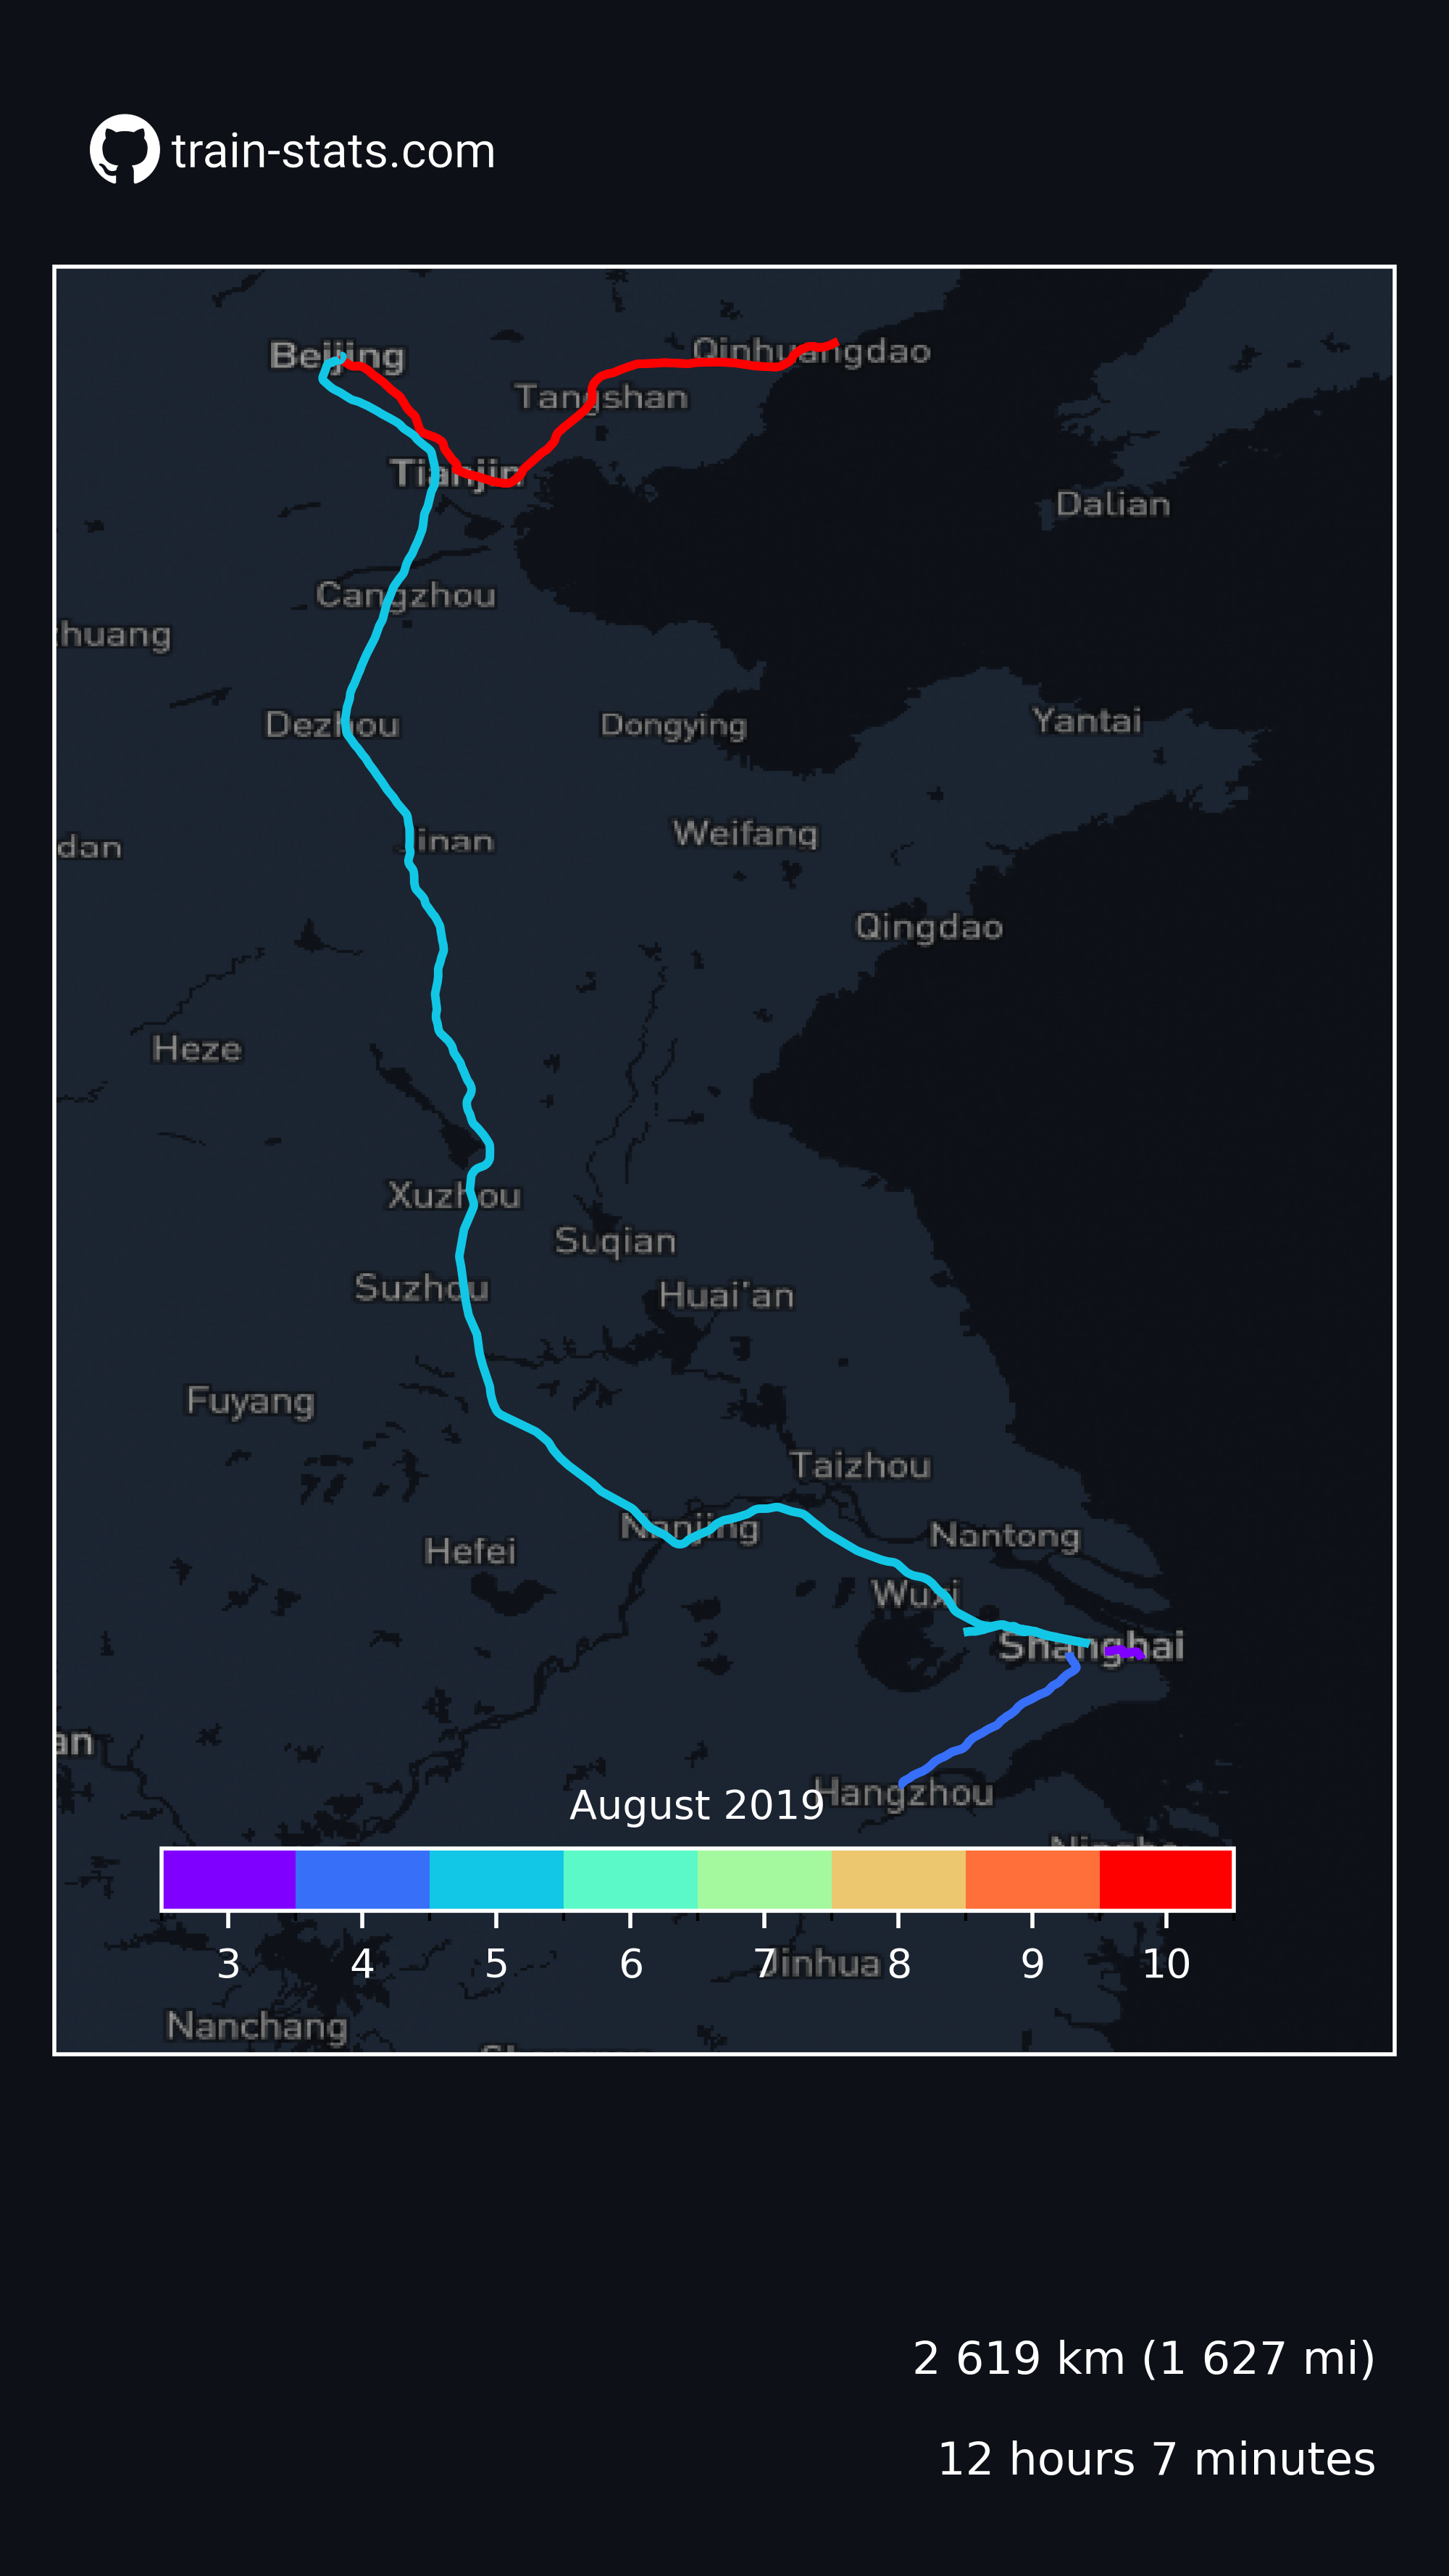 train-stats.com
Beijing
Qinhuangdao
Tangshan
Tianjin
Dalian
Cangzhou
huang
Dezhou
Dongying
Yantai
dan
Jinan
Weifang
Qingdao
Heze
Xuzhou
Suqian
Suzhou
Huai'an
Fuyang
Taizhou
Nanjing
Nantong
Hefei
Wuxi
Shanghai
an
Hangzhou
August 2019
3 4 5 6 7 8 9 10
Jinhua
Nanchang
2 619 km (1 627 mi)
12 hours 7 minutes